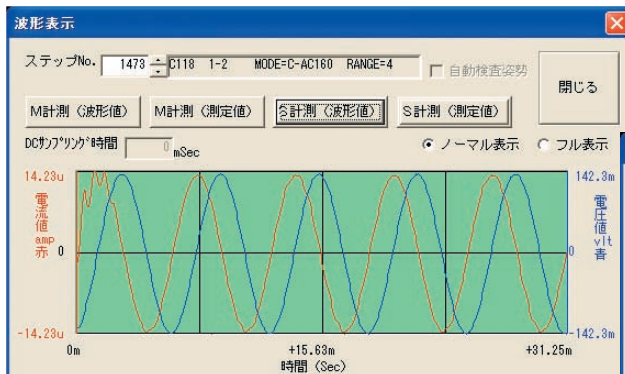 波形表示
ステップNo. 1473 C118 1-2 MODE=C-AC160 RANGE=4
自動検査姿勢
閉じる
M計測（波形値） M計測（測定値） S計測（波形値） S計測（測定値）
DCｻﾝﾌﾟﾘﾝｸﾞ時間 0 mSec
ノーマル表示 フル表示
14.23u 142.3m
電流値 amp 赤
0 0
電圧値 vlt 青
-14.23u -142.3m
0m +15.63m +31.25m
時間（Sec）